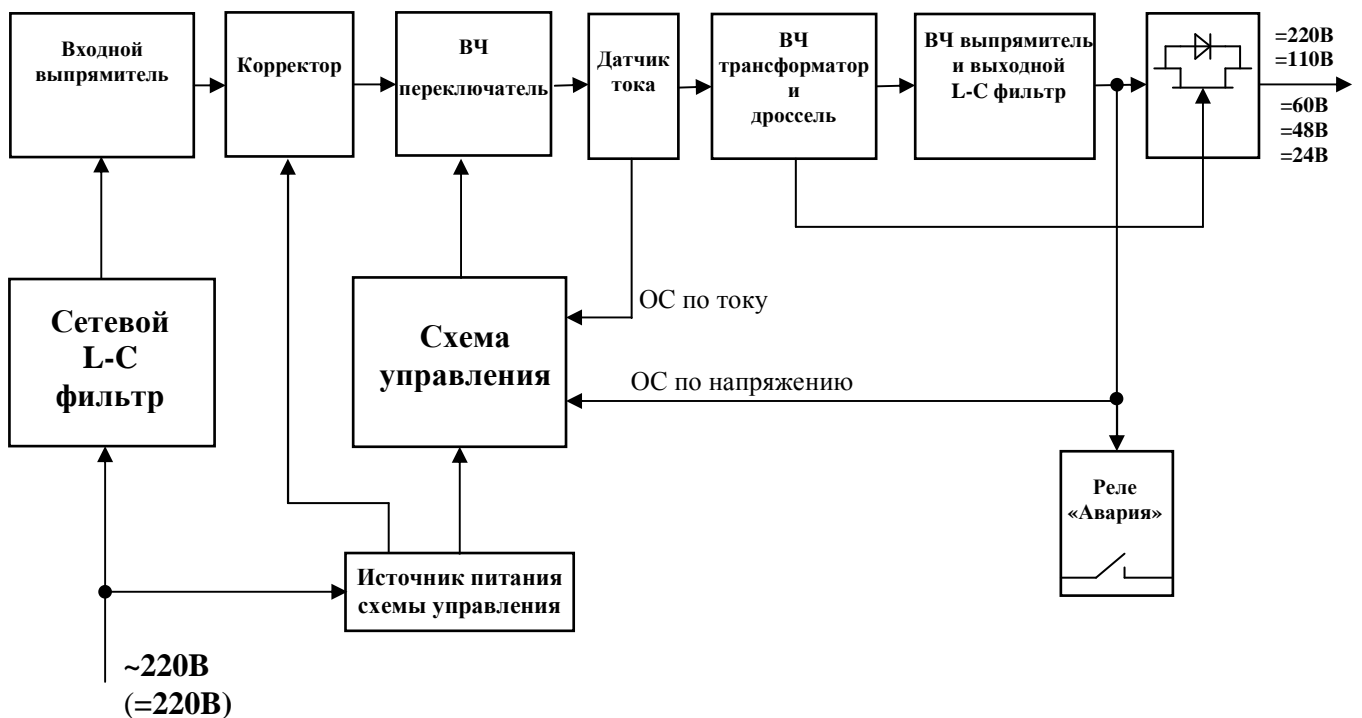 Входной
выпрямитель
Корректор
ВЧ
переключатель
Датчик
тока
ВЧ
трансформатор
и
дроссель
ВЧ выпрямитель
и выходной
L-C фильтр
=220В
=110В
=60В
=48В
=24В
Сетевой
L-C
фильтр
Схема
управления
ОС по току
ОС по напряжению
Реле
«Авария»
Источник питания
схемы управления
~220В
(=220В)